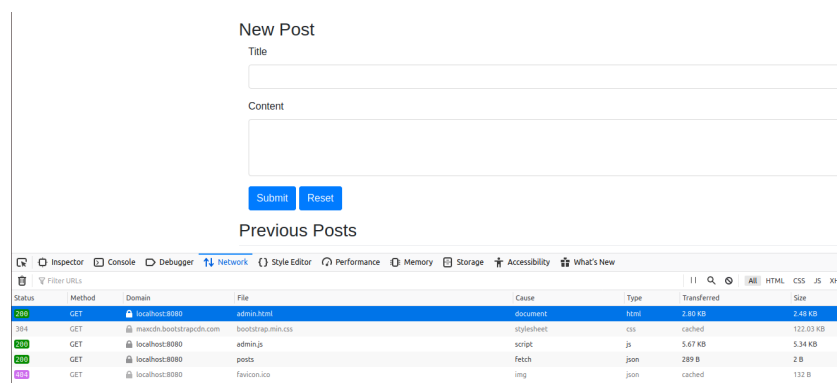 New Post
Title
Content
Submit Reset
Previous Posts
Inspector Console Debugger Network {} Style Editor Performance Memory Storage Accessibility What's New
Filter URLs All HTML CSS JS XH
Status Method Domain File Cause Type Transferred Size
200 GET localhost:8080 admin.html document html 2.80 KB 2.48 KB
304 GET maxcdn.bootstrapcdn.com bootstrap.min.css stylesheet css cached 122.03 KB
200 GET localhost:8080 admin.js script js 5.67 KB 5.34 KB
200 GET localhost:8080 posts fetch json 289 B 2 B
404 GET localhost:8080 favicon.ico img json cached 132 B